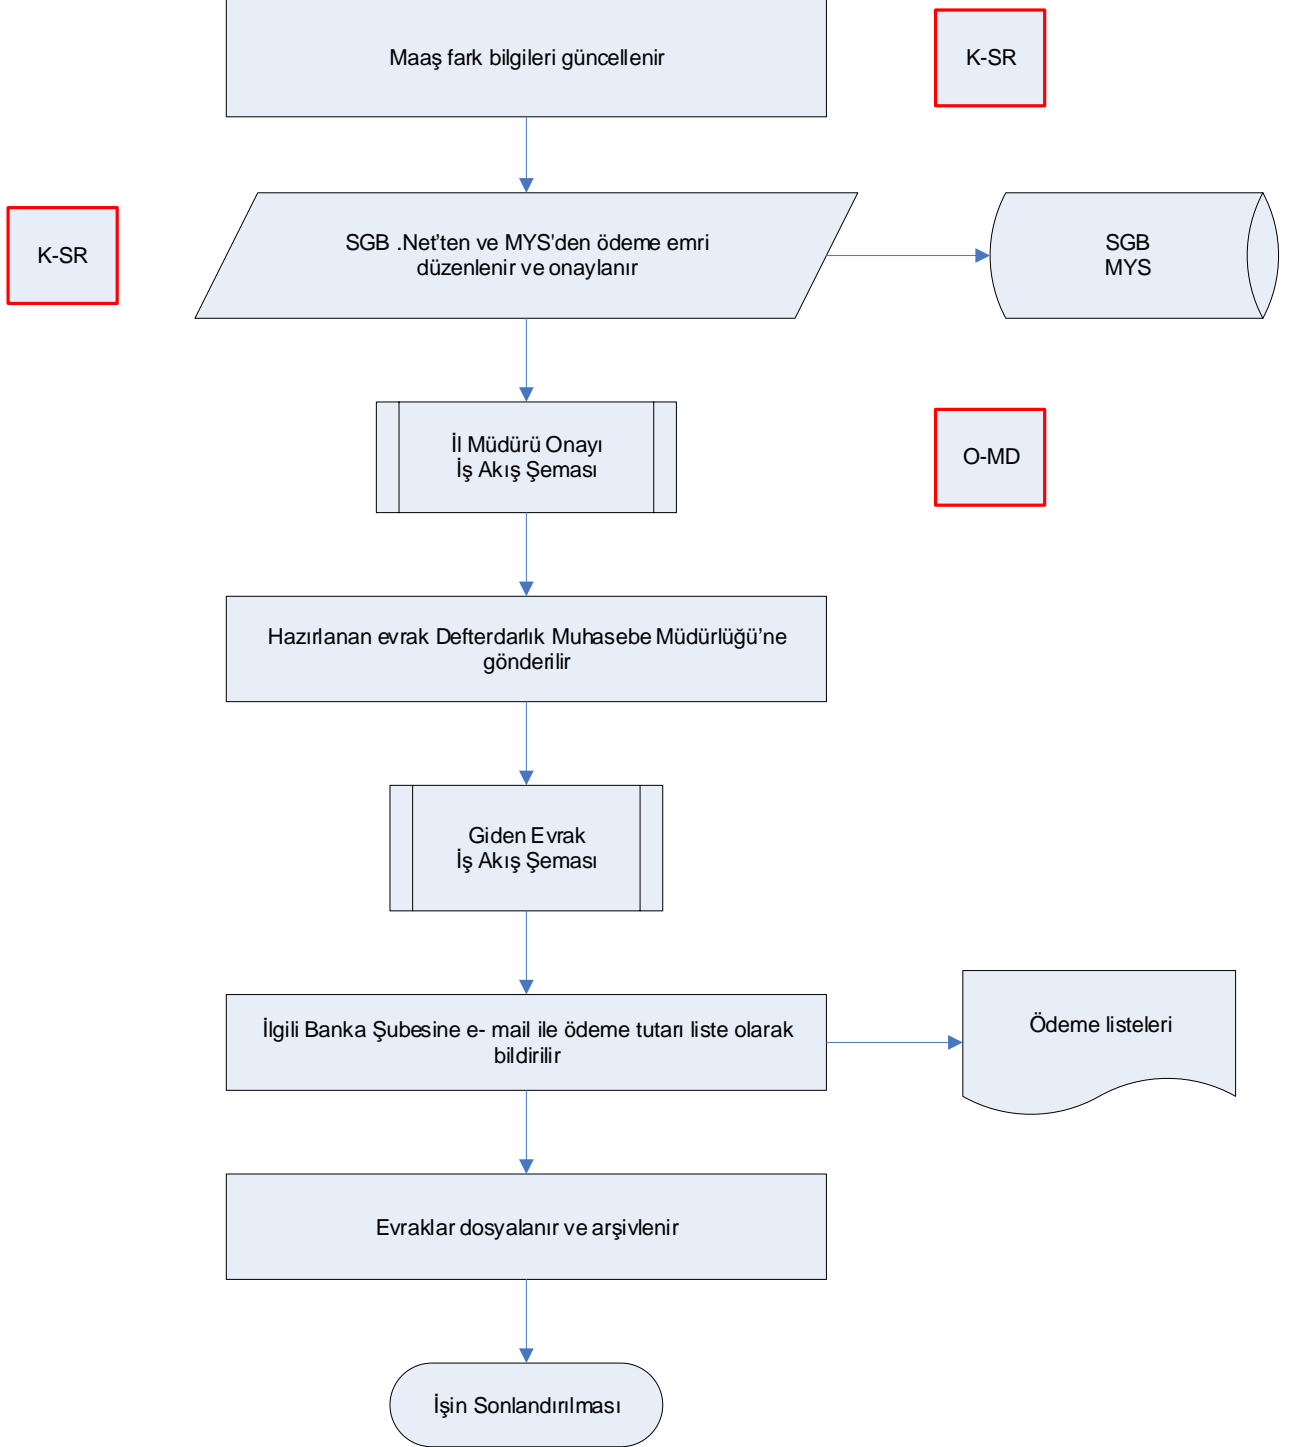 Maaş fark bilgileri güncellenir
K-SR
K-SR
SGB .Net’ten ve MYS'den ödeme emri
düzenlenir ve onaylanır
SGB
MYS
İl Müdürü Onayı
İş Akış Şeması
O-MD
Hazırlanan evrak Defterdarlık Muhasebe Müdürlüğü’ne
gönderilir
Giden Evrak
İş Akış Şeması
İlgili Banka Şubesine e- mail ile ödeme tutarı liste olarak
bildirilir
Ödeme listeleri
Evraklar dosyalanır ve arşivlenir
İşin Sonlandırılması